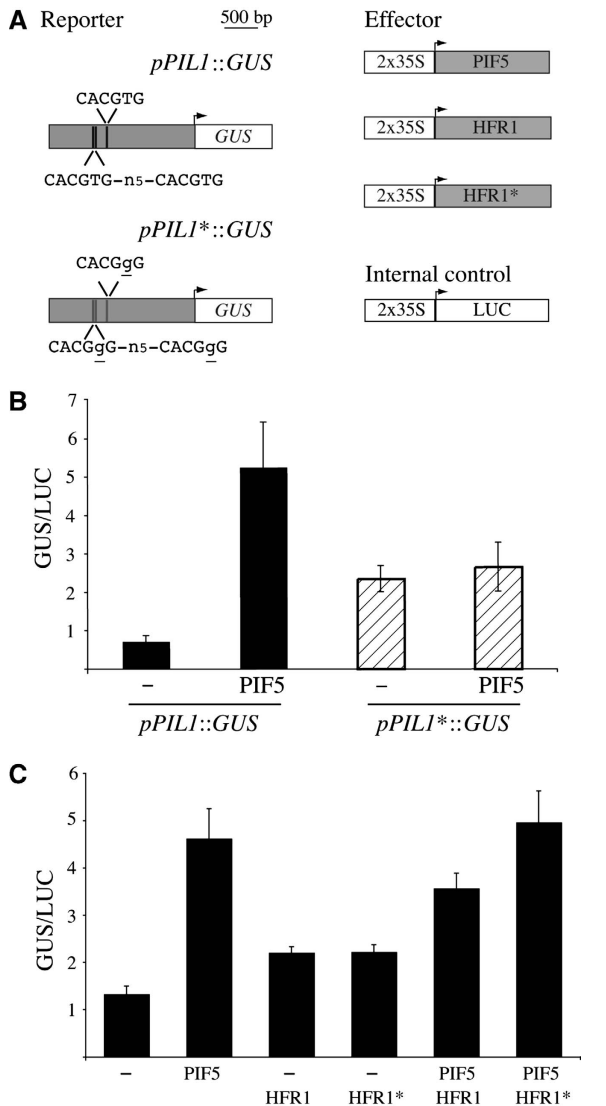 A Reporter 500 bp Effector
pPIL1::GUS
2x35S PIF5
CACGTG
GUS
2x35S HFR1
CACGTG-n5-CACGTG
2x35S HFR1*
pPIL1*::GUS
CACGgG
Internal control
GUS
2x35S LUC
CACGgG-n5-CACGgG
B
7
6
5
4
3
2
1
GUS/LUC
– PIF5 – PIF5
pPIL1::GUS pPIL1*::GUS
C
6
5
4
3
2
1
GUS/LUC
– PIF5 – – PIF5 PIF5
HFR1 HFR1* HFR1 HFR1*